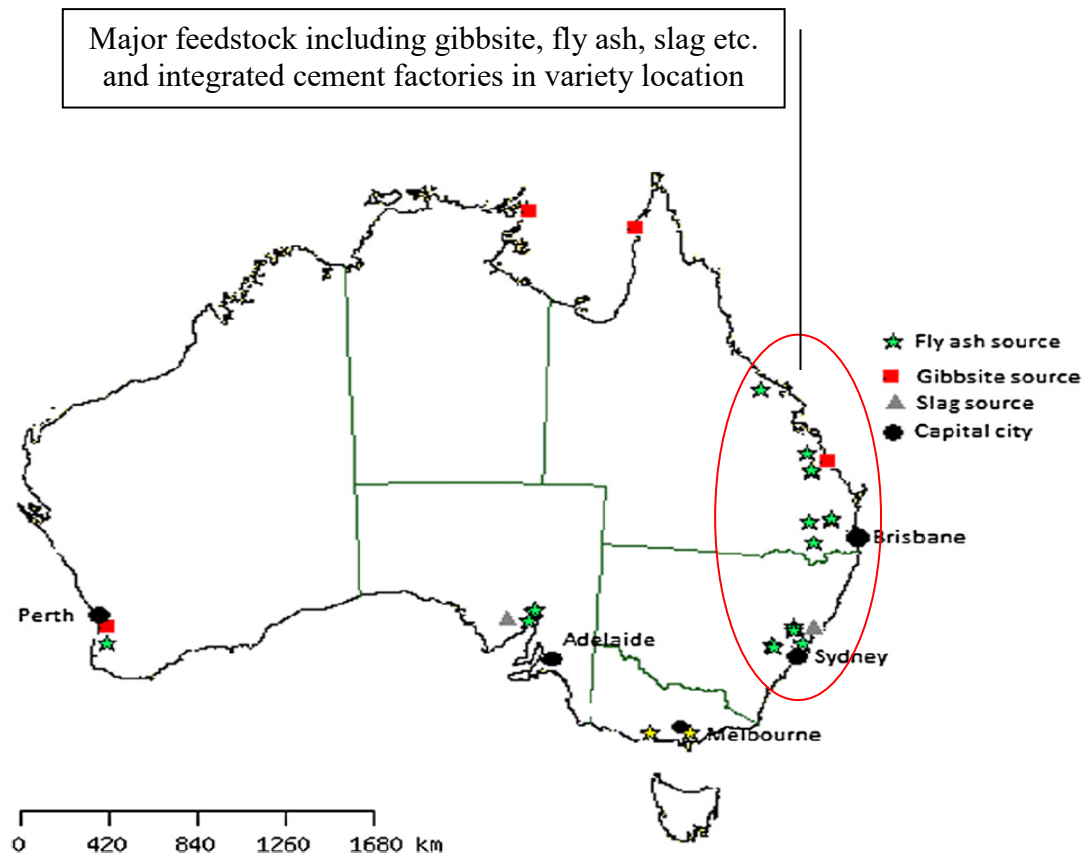 Major feedstock including gibbsite, fly ash, slag etc.
and integrated cement factories in variety location
Fly ash source
Gibbsite source
Slag source
Capital city
Brisbane
Perth
Adelaide
Sydney
Melbourne
0 420 840 1260 1680 km